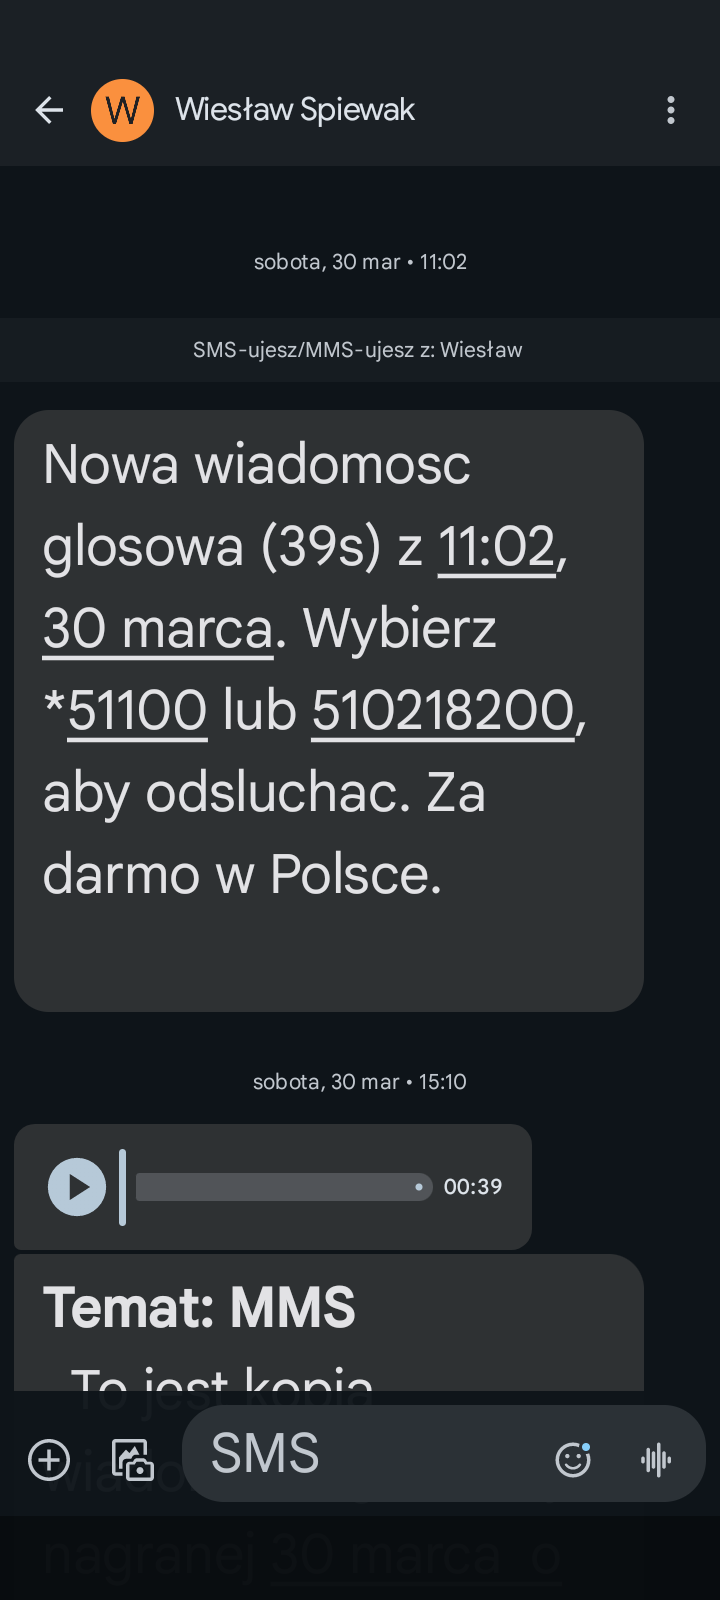 W Wiesław Spiewak
sobota, 30 mar • 11:02
SMS-ujesz/MMS-ujesz z: Wiesław
Nowa wiadomosc
glosowa (39s) z 11:02,
30 marca. Wybierz
*51100 lub 510218200,
aby odsluchac. Za
darmo w Polsce.
sobota, 30 mar • 15:10
00:39
Temat: MMS
To jest kopia
SMS
nagranej 30 marca o